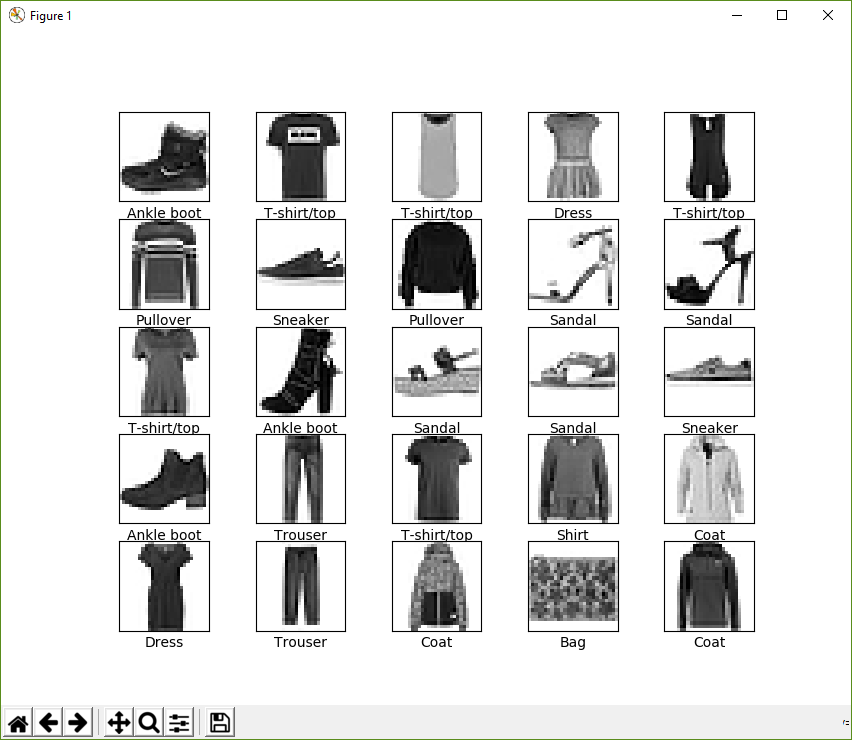 Figure 1
Ankle boot T-shirt/top T-shirt/top Dress T-shirt/top
Pullover Sneaker Pullover Sandal Sandal
T-shirt/top Ankle boot Sandal Sandal Sneaker
Ankle boot Trouser T-shirt/top Shirt Coat
Dress Trouser Coat Bag Coat